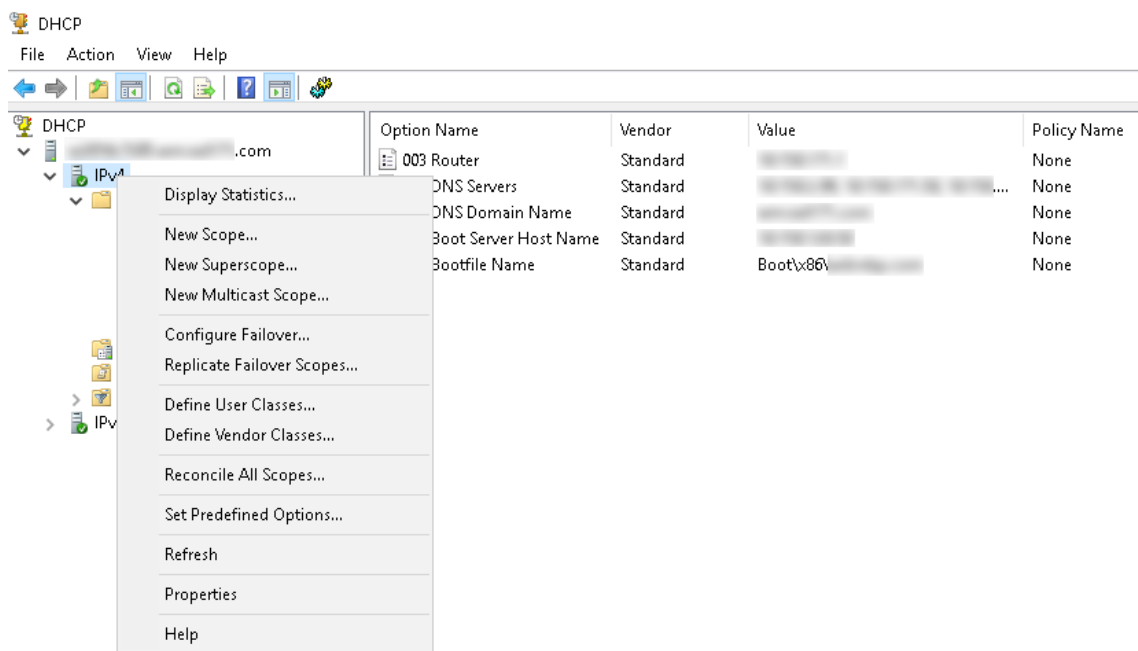 DHCP
File Action View Help
DHCP
.com
IPv4
IPv
Display Statistics...
New Scope...
New Superscope...
New Multicast Scope...
Configure Failover...
Replicate Failover Scopes...
Define User Classes...
Define Vendor Classes...
Reconcile All Scopes...
Set Predefined Options...
Refresh
Properties
Help
Option Name Vendor Value Policy Name
003 Router Standard None
DNS Servers Standard .... None
DNS Domain Name Standard None
Boot Server Host Name Standard None
Bootfile Name Standard Boot\x86\ None